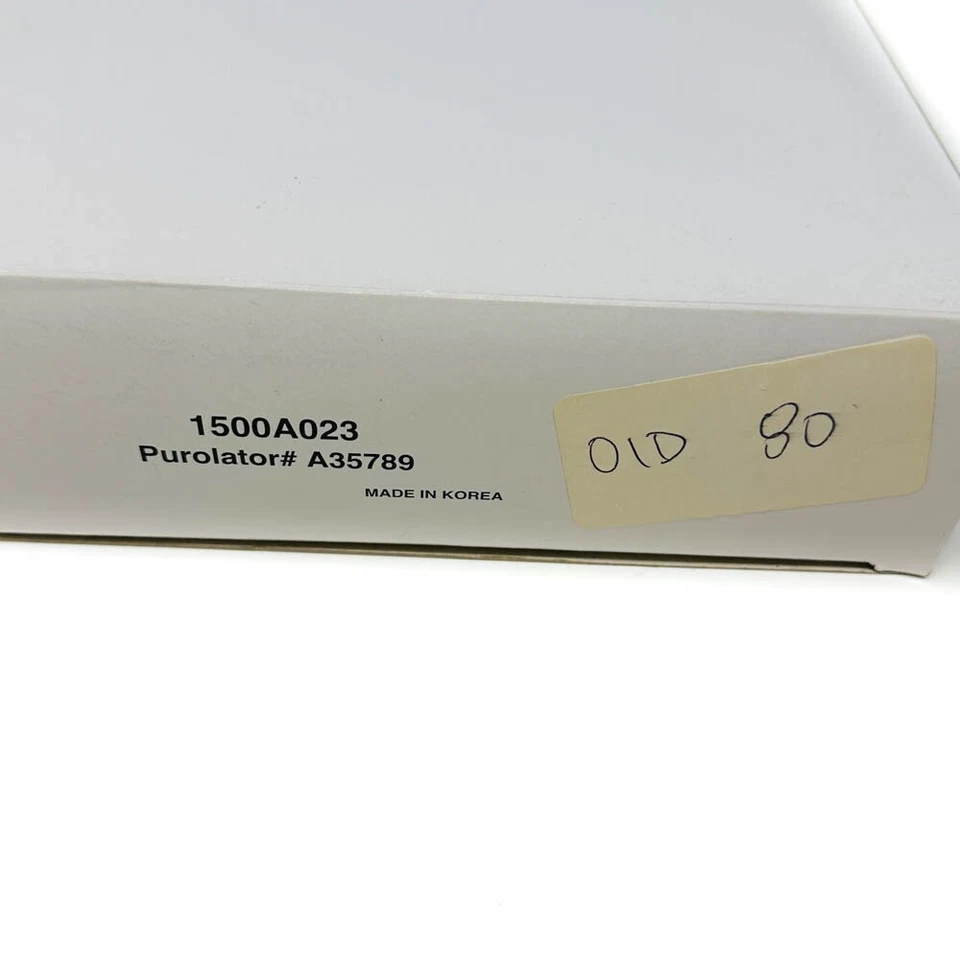 1500A023
Purolator# A35789
MADE IN KOREA
OID 80